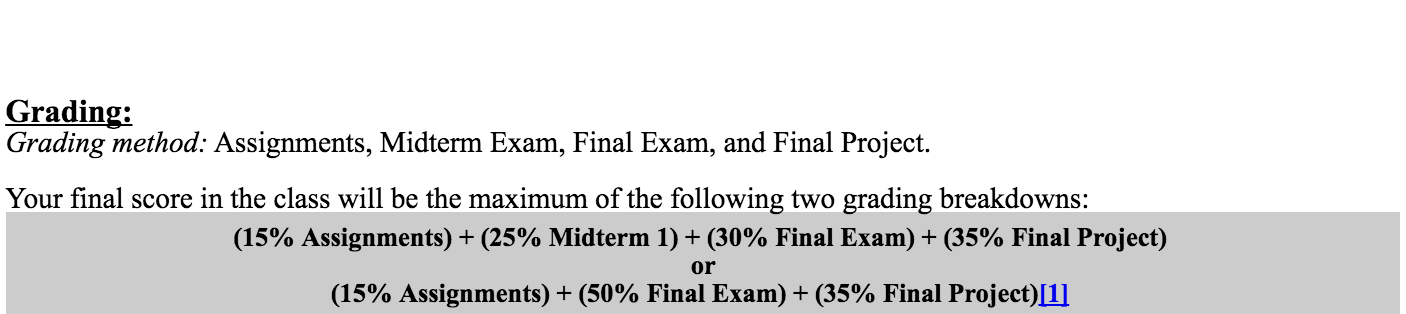 Grading:
Grading method: Assignments, Midterm Exam, Final Exam, and Final Project.
Your final score in the class will be the maximum of the following two grading breakdowns:
(15% Assignments) + (25% Midterm 1) + (30% Final Exam) + (35% Final Project)
or
(15% Assignments) + (50% Final Exam) + (35% Final Project)[1]